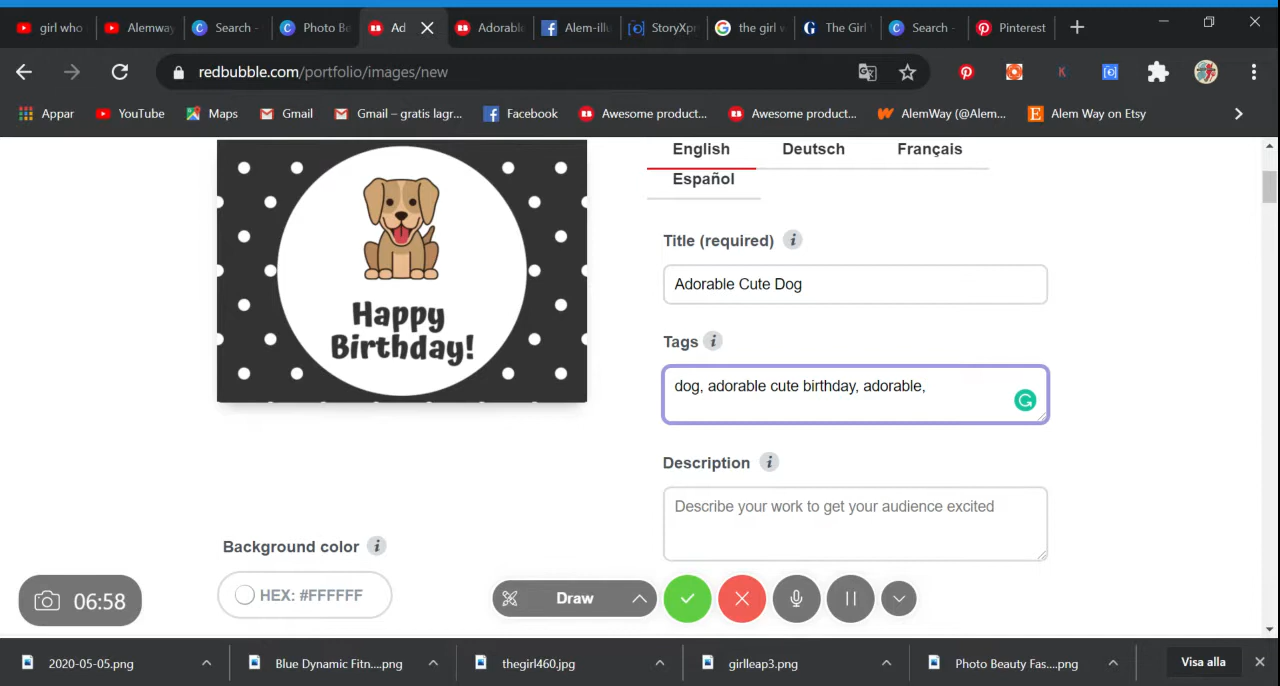 girl who
Alemway
Search -
Photo Be
Ad
Adorable
Alem-illu
StoryXpr
the girl w
The Girl
Search -
Pinterest
redbubble.com/portfolio/images/new
Appar
YouTube
Maps
Gmail
Gmail – gratis lagr...
Facebook
Awesome product...
Awesome product...
AlemWay (@Alem...
Alem Way on Etsy
English
Deutsch
Français
Español
Happy
Birthday!
Title (required)
Adorable Cute Dog
Tags
dog, adorable cute birthday, adorable,
Description
Describe your work to get your audience excited
Background color
HEX: #FFFFFF
06:58
Draw
2020-05-05.png
Blue Dynamic Fitn....png
thegirl460.jpg
girlleap3.png
Photo Beauty Fas....png
Visa alla